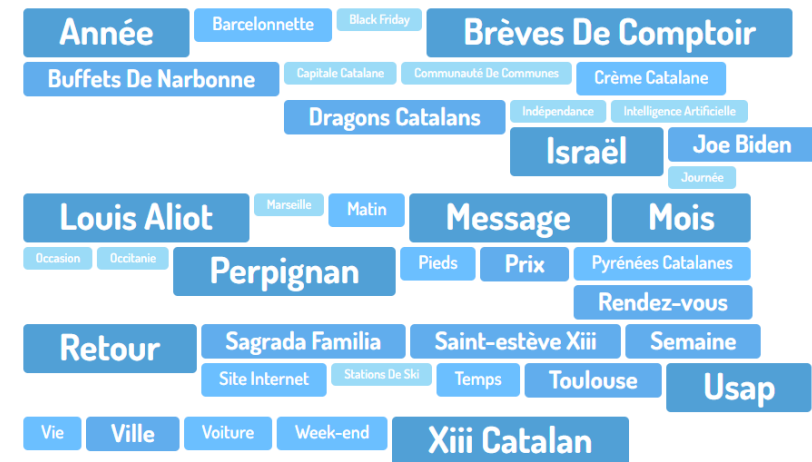 Année Barcelonnette Black Friday Brèves De Comptoir
Buffets De Narbonne Capitale Catalane Communauté De Communes Crème Catalane
Dragons Catalans Indépendance Intelligence Artificielle
Israël Joe Biden
Journée
Louis Aliot Marseille Matin Message Mois
Occasion Occitanie Perpignan Pieds Prix Pyrénées Catalanes
Rendez-vous
Retour Sagrada Familia Saint-estève Xiii Semaine
Site Internet Stations De Ski Temps Toulouse Usap
Vie Ville Voiture Week-end Xiii Catalan